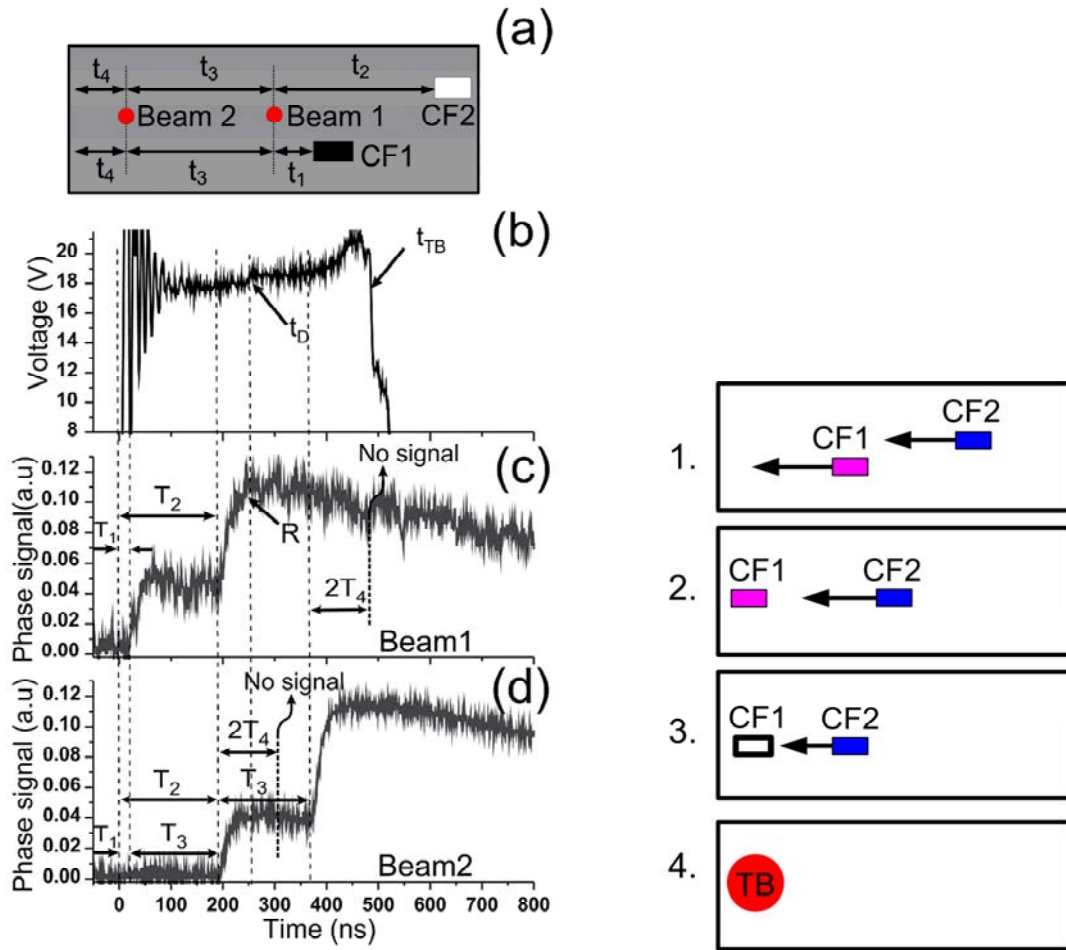 (a)
t4 t3 t2
Beam 2 Beam 1 CF2
t4 t3 t1 CF1
(b)
Voltage (V)
20
18
16
14
12
10
8
tTB
tD
(c)
Phase signal(a.u)
0.12
0.10
0.08
0.06
0.04
0.02
0.00
No signal
T2
T1
R
2T4
Beam1
(d)
Phase signal (a.u)
0.12
0.10
0.08
0.06
0.04
0.02
0.00
No signal
2T4
T2 T3
T1 T3
Beam2
0 100 200 300 400 500 600 700 800
Time (ns)
1.
CF1
CF2
2.
CF1 CF2
3.
CF1 CF2
4.
TB